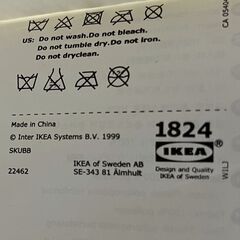 US: Do not wash. Do not bleach.
Do not tumble dry. Do not iron.
Do not dryclean.
Made in China
© Inter IKEA Systems B.V. 1999
SKUBB
22462
IKEA of Sweden AB
SE-343 81 Älmhult
1824
IKEA®
Design and Quality
IKEA of Sweden